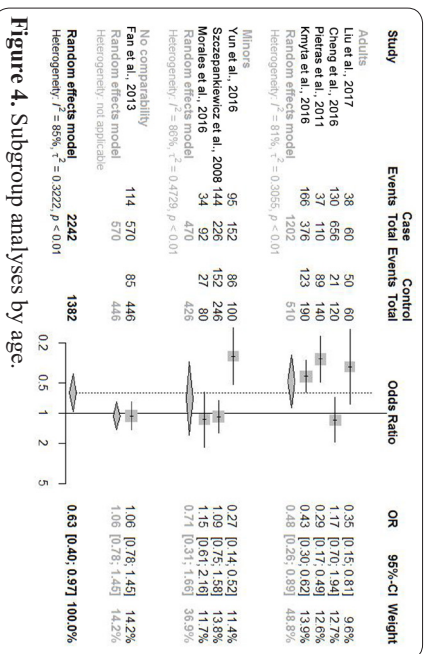 Study Case Control Odds Ratio OR 95%-CI Weight
Events Total Events Total
Adults
Liu et al., 2017 38 60 50 60 0.35 [0.15; 0.81] 9.6%
Cheng et al., 2016 130 656 21 120 1.17 [0.70; 1.94] 12.7%
Pietras et al., 2011 37 110 89 140 0.29 [0.17; 0.49] 12.6%
Kmyta et al., 2016 166 376 123 190 0.43 [0.30; 0.62] 13.9%
Random effects model 1202 510 0.48 [0.26; 0.89] 48.8%
Heterogeneity: I² = 81%, τ² = 0.3055, p < 0.01
Minors
Yun et al., 2016 95 152 86 100 0.27 [0.14; 0.52] 11.4%
Szczepankiewicz et al., 2008 144 226 152 246 1.09 [0.75; 1.58] 13.8%
Morales et al., 2016 34 92 27 80 1.15 [0.61; 2.16] 11.7%
Random effects model 470 426 0.71 [0.31; 1.66] 36.9%
Heterogeneity: I² = 86%, τ² = 0.4729, p < 0.01
No comparability
Fan et al., 2013 114 570 85 446 1.06 [0.78; 1.45] 14.2%
Random effects model 570 446 1.06 [0.78; 1.45] 14.2%
Heterogeneity: not applicable
Random effects model 2242 1382 0.63 [0.40; 0.97] 100.0%
Heterogeneity: I² = 85%, τ² = 0.3222, p < 0.01
0.2 0.5 1 2 5
Figure 4. Subgroup analyses by age.